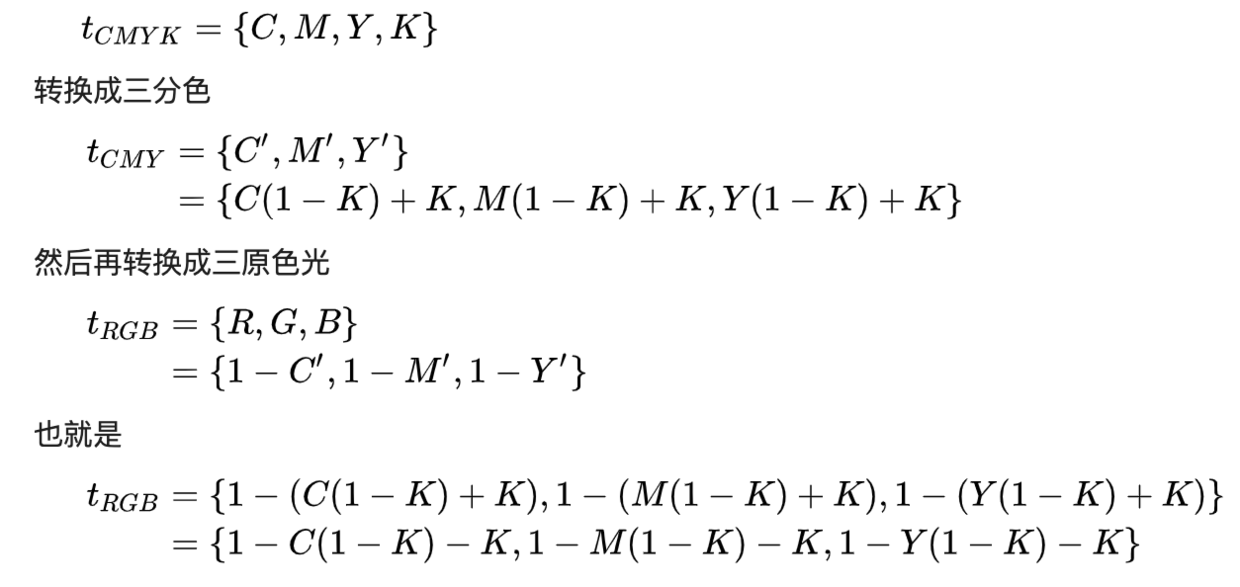 t_{CMYK} = {C, M, Y, K}
转换成三分色
t_{CMY} = {C′, M′, Y′}
= {C(1 − K) + K, M(1 − K) + K, Y(1 − K) + K}
然后再转换成三原色光
t_{RGB} = {R, G, B}
= {1 − C′, 1 − M′, 1 − Y′}
也就是
t_{RGB} = {1 − (C(1 − K) + K), 1 − (M(1 − K) + K), 1 − (Y(1 − K) + K)}
= {1 − C(1 − K) − K, 1 − M(1 − K) − K, 1 − Y(1 − K) − K}